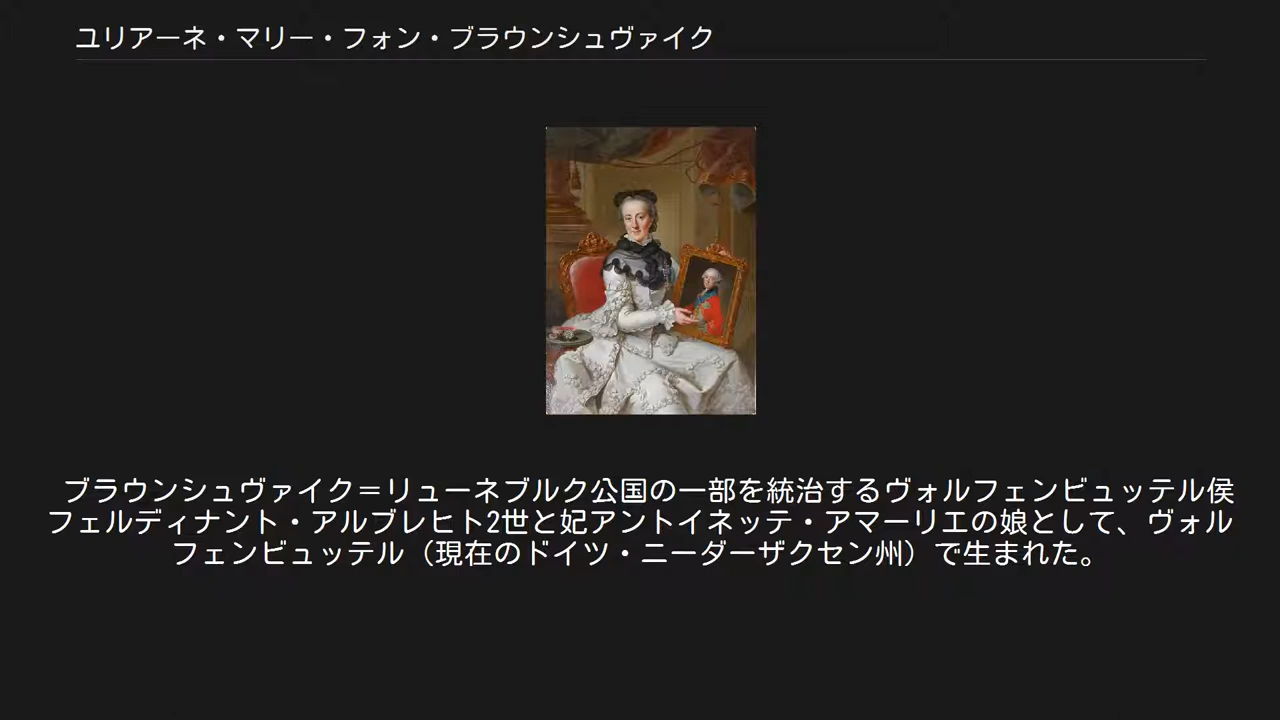 ユリアーネ・マリー・フォン・ブラウンシュヴァイク
ブラウンシュヴァイク＝リューネブルク公国の一部を統治するヴォルフェンビュッテル侯
フェルディナント・アルブレヒト2世と妃アントイネッテ・アマーリエの娘として、ヴォル
フェンビュッテル（現在のドイツ・ニーダーザクセン州）で生まれた。